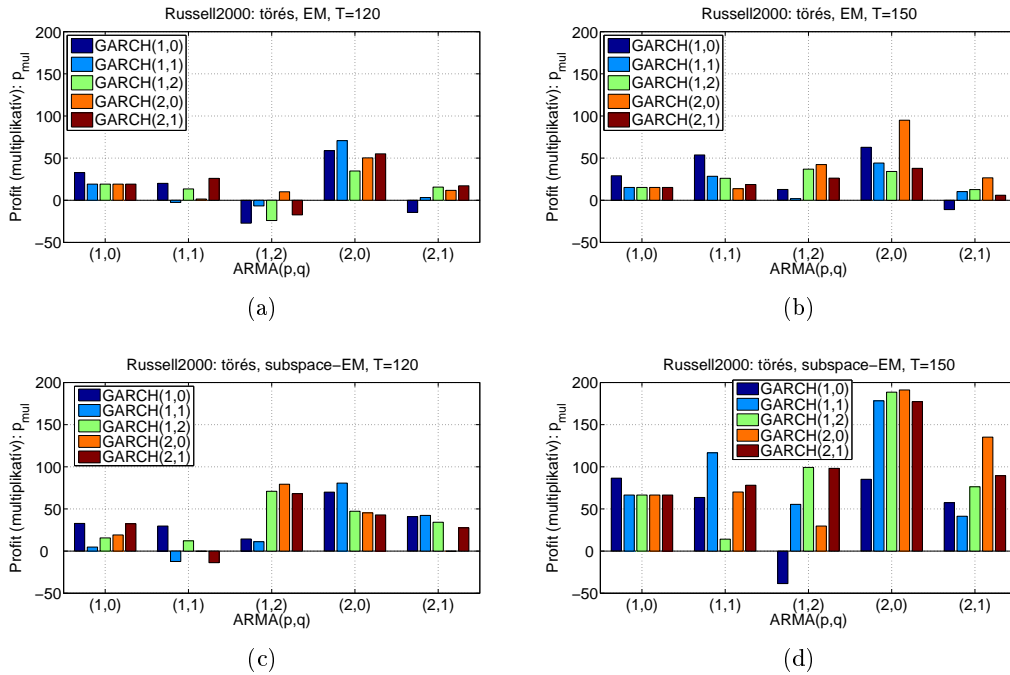 Russell2000: törés, EM, T=120
Profit (multiplikatív): p_mul
200
150
100
50
0
−50
GARCH(1,0)
GARCH(1,1)
GARCH(1,2)
GARCH(2,0)
GARCH(2,1)
(1,0) (1,1) (1,2) (2,0) (2,1)
ARMA(p,q)
(a)
Russell2000: törés, EM, T=150
Profit (multiplikatív): p_mul
200
150
100
50
0
−50
GARCH(1,0)
GARCH(1,1)
GARCH(1,2)
GARCH(2,0)
GARCH(2,1)
(1,0) (1,1) (1,2) (2,0) (2,1)
ARMA(p,q)
(b)
Russell2000: törés, subspace−EM, T=120
Profit (multiplikatív): p_mul
200
150
100
50
0
−50
GARCH(1,0)
GARCH(1,1)
GARCH(1,2)
GARCH(2,0)
GARCH(2,1)
(1,0) (1,1) (1,2) (2,0) (2,1)
ARMA(p,q)
(c)
Russell2000: törés, subspace−EM, T=150
Profit (multiplikatív): p_mul
200
150
100
50
0
−50
GARCH(1,0)
GARCH(1,1)
GARCH(1,2)
GARCH(2,0)
GARCH(2,1)
(1,0) (1,1) (1,2) (2,0) (2,1)
ARMA(p,q)
(d)